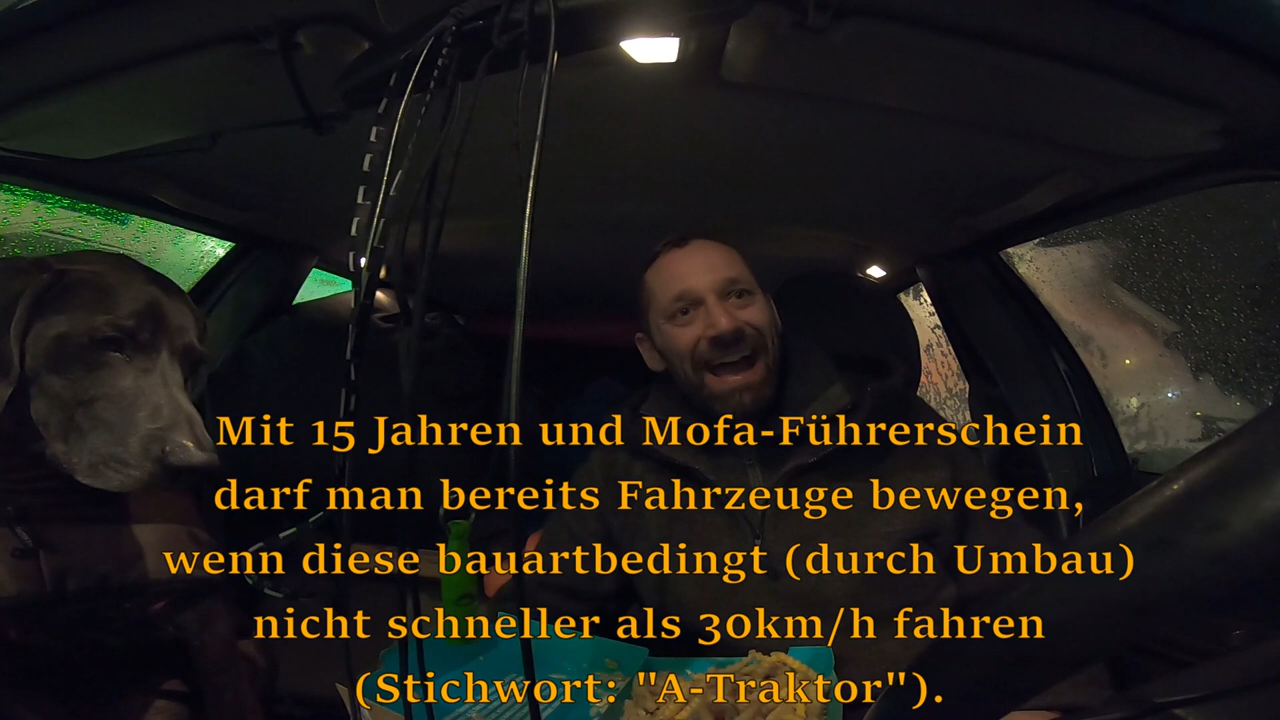 Mit 15 Jahren und Mofa-Führerschein
darf man bereits Fahrzeuge bewegen,
wenn diese bauartbedingt (durch Umbau)
nicht schneller als 30km/h fahren
(Stichwort: "A-Traktor").